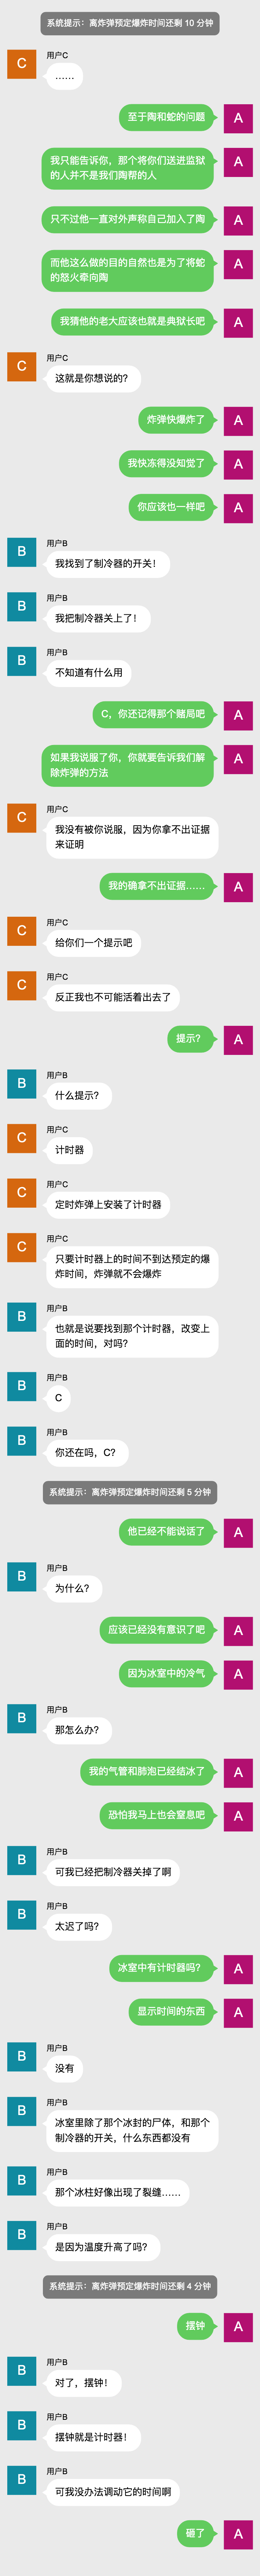 系统提示：离炸弹预定爆炸时间还剩 10 分钟
用户C
C
……
至于陶和蛇的问题
A
我只能告诉你，那个将你们送进监狱
的人并不是我们陶帮的人
A
只不过他一直对外声称自己加入了陶
A
而他这么做的目的自然也是为了将蛇
的怒火牵向陶
A
我猜他的老大应该也就是典狱长吧
A
用户C
C
这就是你想说的?
炸弹快爆炸了
A
我快冻得没知觉了
A
你应该也一样吧
A
用户B
B
我找到了制冷器的开关！
用户B
B
我把制冷器关上了！
用户B
B
不知道有什么用
C，你还记得那个赌局吧
A
如果我说服了你，你就要告诉我们解
除炸弹的方法
A
用户C
C
我没有被你说服，因为你拿不出证据
来证明
我的确拿不出证据……
A
用户C
C
给你们一个提示吧
用户C
C
反正我也不可能活着出去了
提示?
A
用户B
B
什么提示?
用户C
C
计时器
用户C
C
定时炸弹上安装了计时器
用户C
C
只要计时器上的时间不到达预定的爆
炸时间，炸弹就不会爆炸
用户B
B
也就是说要找到那个计时器，改变上
面的时间，对吗?
用户B
B
C
用户B
B
你还在吗，C?
系统提示：离炸弹预定爆炸时间还剩 5 分钟
他已经不能说话了
A
用户B
B
为什么?
应该已经没有意识了吧
A
因为冰室中的冷气
A
用户B
B
那怎么办?
我的气管和肺泡已经结冰了
A
恐怕我马上也会窒息吧
A
用户B
B
可我已经把制冷器关掉了啊
用户B
B
太迟了吗?
冰室中有计时器吗?
A
显示时间的东西
A
用户B
B
没有
用户B
B
冰室里除了那个冰封的尸体，和那个
制冷器的开关，什么东西都没有
用户B
B
那个冰柱好像出现了裂缝……
用户B
B
是因为温度升高了吗?
系统提示：离炸弹预定爆炸时间还剩 4 分钟
摆钟
A
用户B
B
对了，摆钟！
用户B
B
摆钟就是计时器！
用户B
B
可我没办法调动它的时间啊
砸了
A